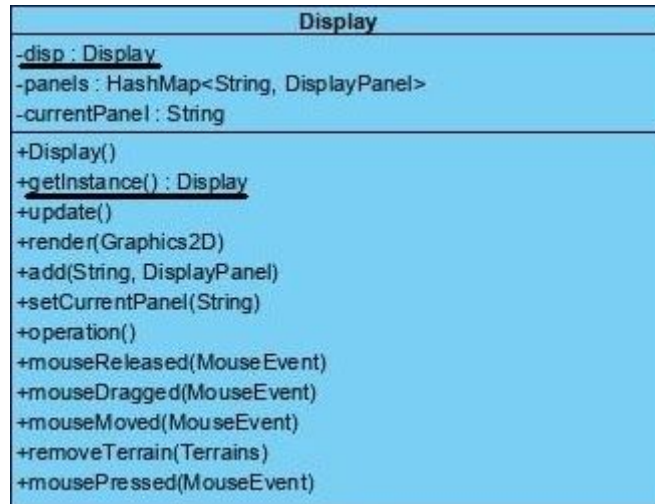 Display
-disp : Display
-panels : HashMap<String, DisplayPanel>
-currentPanel : String
+Display()
+getInstance() : Display
+update()
+render(Graphics2D)
+add(String, DisplayPanel)
+setCurrentPanel(String)
+operation()
+mouseReleased(MouseEvent)
+mouseDragged(MouseEvent)
+mouseMoved(MouseEvent)
+removeTerrain(Terrains)
+mousePressed(MouseEvent)